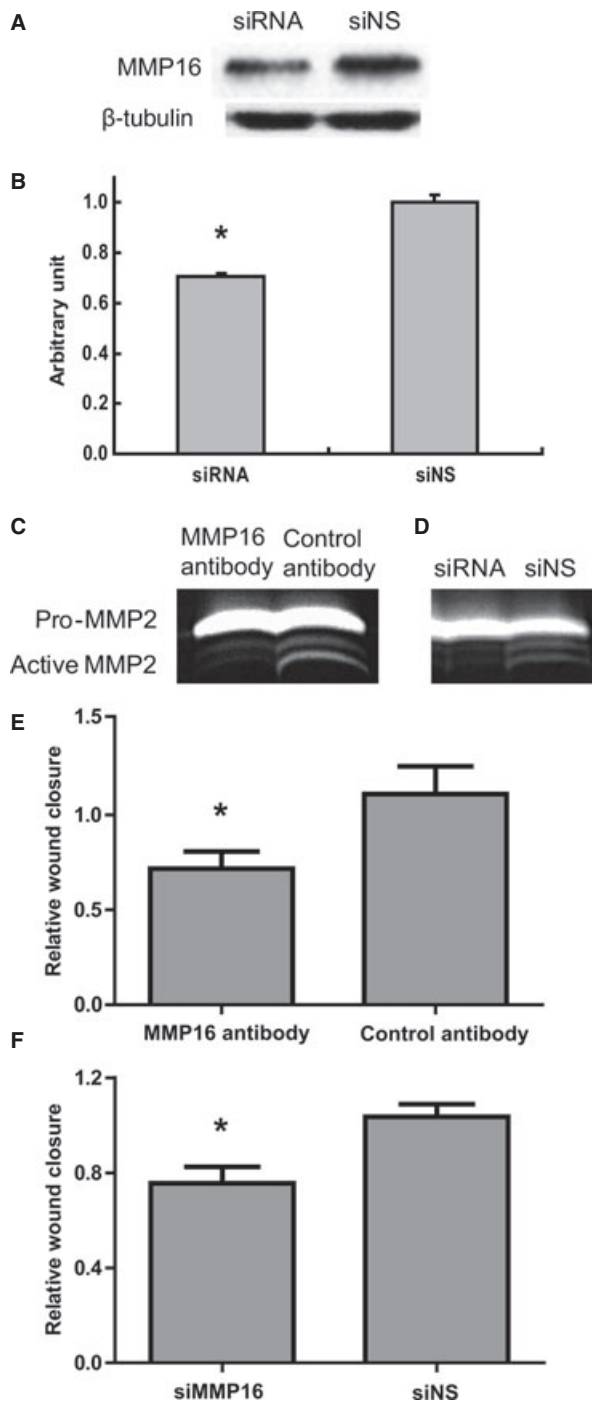 A
siRNA siNS
MMP16
β-tubulin
B
Arbitrary unit
1.0
0.8
0.6
0.4
0.2
0.0
*
siRNA siNS
C
MMP16 antibody Control antibody
Pro-MMP2
Active MMP2
D
siRNA siNS
E
Relative wound closure
1.5
1.0
0.5
0.0
*
MMP16 antibody Control antibody
F
Relative wound closure
1.2
0.8
0.4
0.0
*
siMMP16 siNS